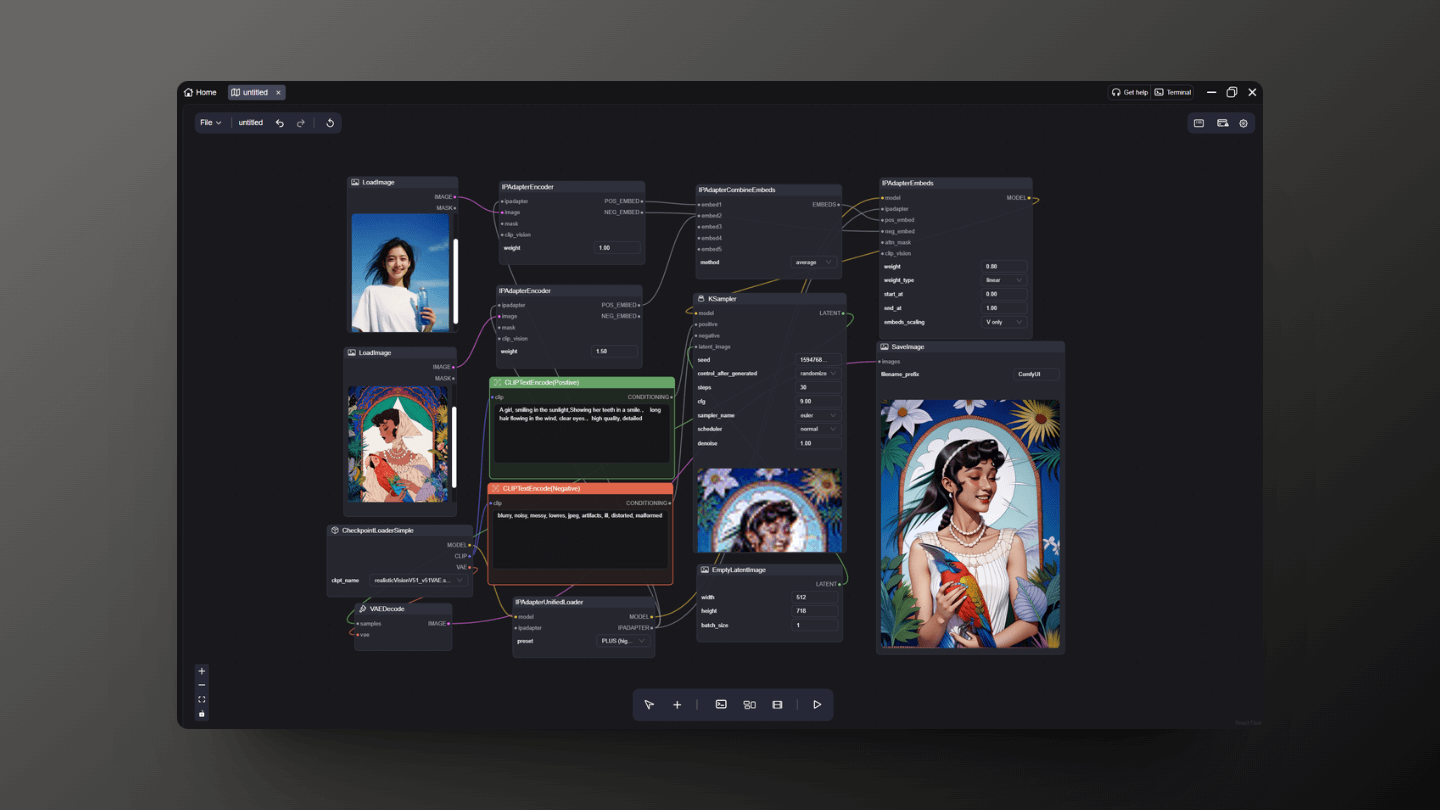 Home
untitled
Get help
Terminal
File
untitled
LoadImage
IMAGE
MASK
IPAdapterEncoder
ipadapter
POS_EMBED
image
NEG_EMBED
mask
clip_vision
weight
1.00
IPAdapterCombineEmbeds
embed1
EMBEDS
embed2
embed3
embed4
embed5
method
average
IPAdapterEmbeds
model
MODEL
ipadapter
pos_embed
neg_embed
attn_mask
clip_vision
weight
0.80
weight_type
linear
start_at
0.00
end_at
1.00
embeds_scaling
V only
IPAdapterEncoder
ipadapter
POS_EMBED
image
NEG_EMBED
mask
clip_vision
weight
1.50
LoadImage
IMAGE
MASK
CLIPTextEncode(Positive)
clip
CONDITIONING
A girl, smiling in the sunlight,Showing her teeth in a smile.. , long
hair flowing in the wind, clear eyes.. high quality, detailed
CLIPTextEncode(Negative)
clip
CONDITIONING
blurry, noisy, messy, lowres, jpeg, artifacts, ill, distorted, malformed
KSampler
model
LATENT
positive
negative
latent_image
seed
1594768...
control_after_generated
randomize
steps
30
cfg
9.00
sampler_name
euler
scheduler
normal
denoise
1.00
SaveImage
images
filename_prefix
ComfyUI
CheckpointLoaderSimple
MODEL
CLIP
VAE
ckpt_name
realisticVisionV51_v51VAE.s...
VAEDecode
samples
IMAGE
vae
IPAdapterUnifiedLoader
model
MODEL
ipadapter
IPADAPTER
preset
PLUS (hig...
EmptyLatentImage
LATENT
width
512
height
718
batch_size
1